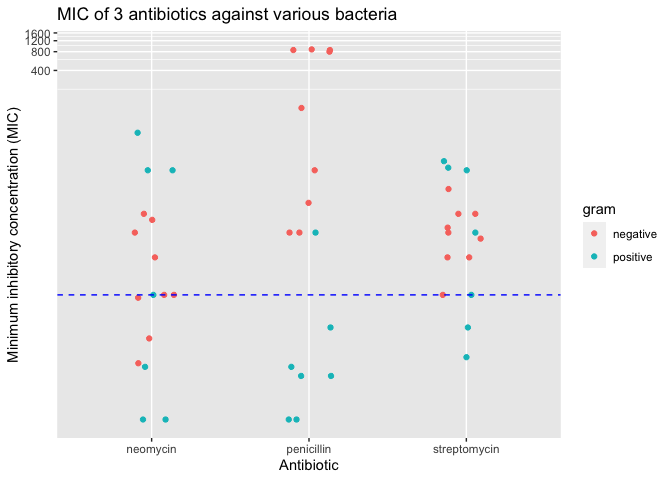 MIC of 3 antibiotics against various bacteria
1600
1200
800
400
Minimum inhibitory concentration (MIC)
neomycin penicillin streptomycin
Antibiotic
gram
negative
positive